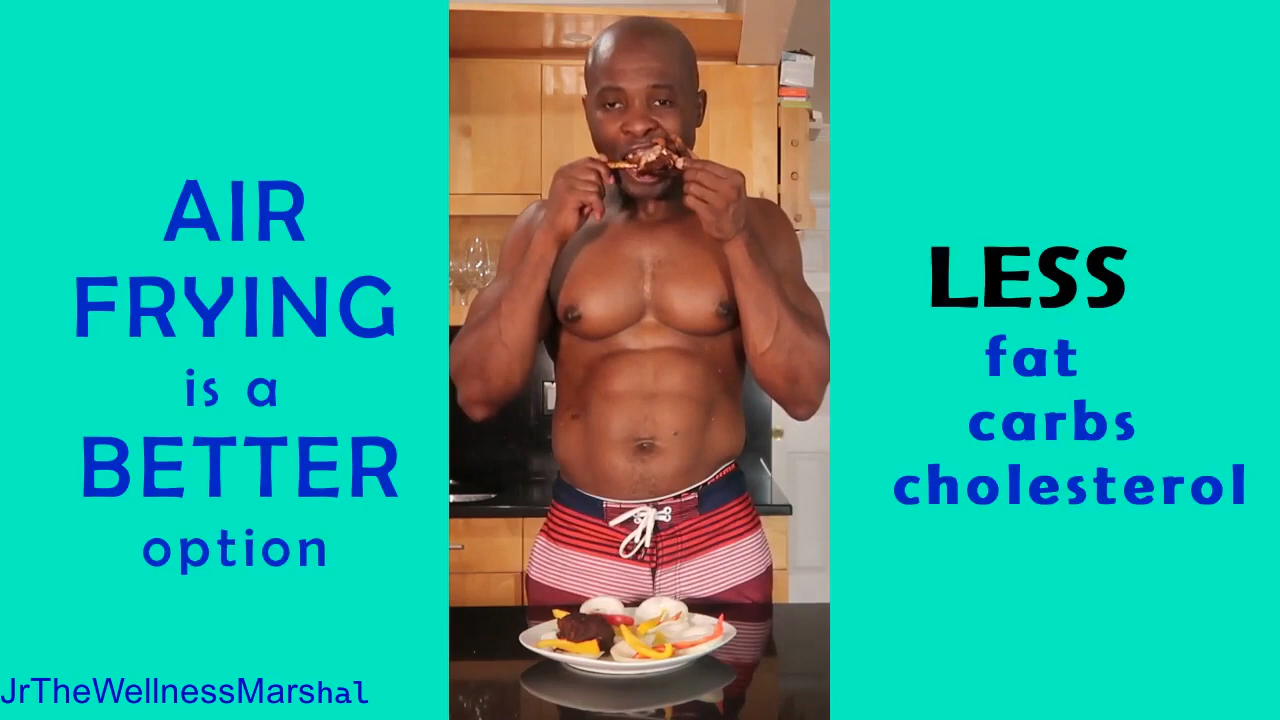 AIR
FRYING
is a
BETTER
option
LESS
fat
carbs
cholesterol
JrTheWellnessMarshal